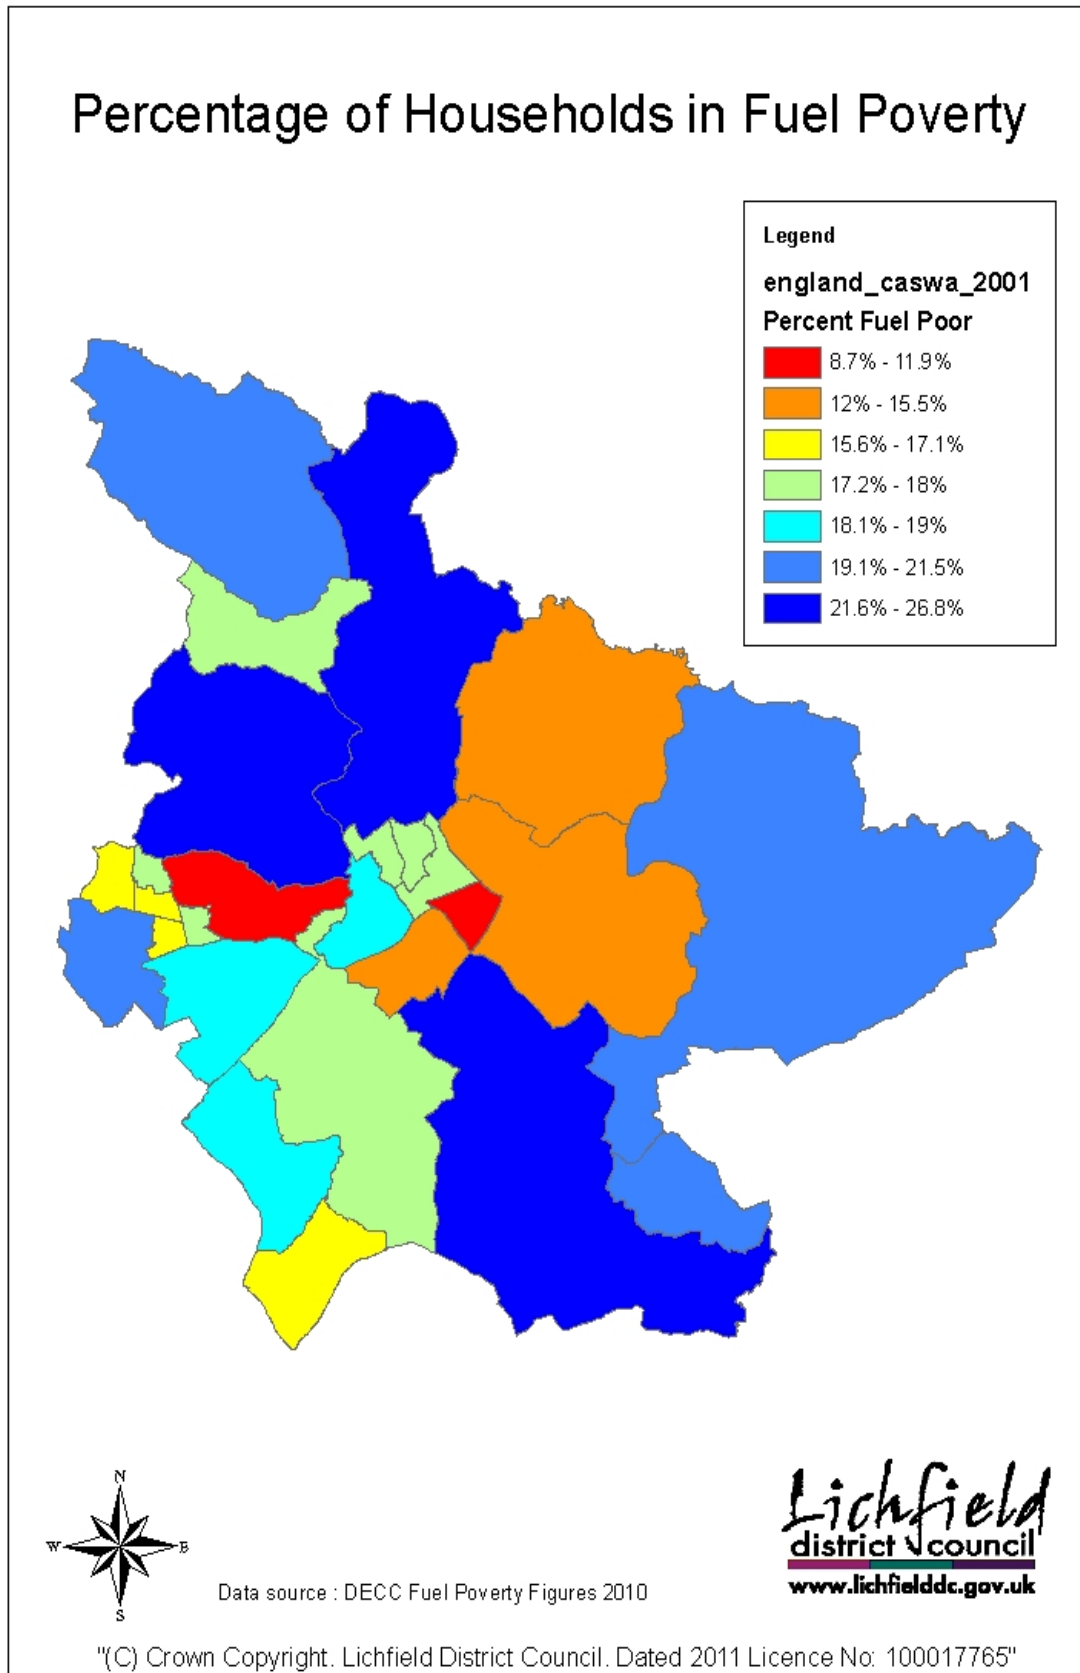 Percentage of Households in Fuel Poverty
Legend
england_caswa_2001
Percent Fuel Poor
8.7% - 11.9%
12% - 15.5%
15.6% - 17.1%
17.2% - 18%
18.1% - 19%
19.1% - 21.5%
21.6% - 26.8%
N
W E
S
Data source : DECC Fuel Poverty Figures 2010
Lichfield
district council
www.lichfielddc.gov.uk
"(C) Crown Copyright. Lichfield District Council. Dated 2011 Licence No: 100017765"